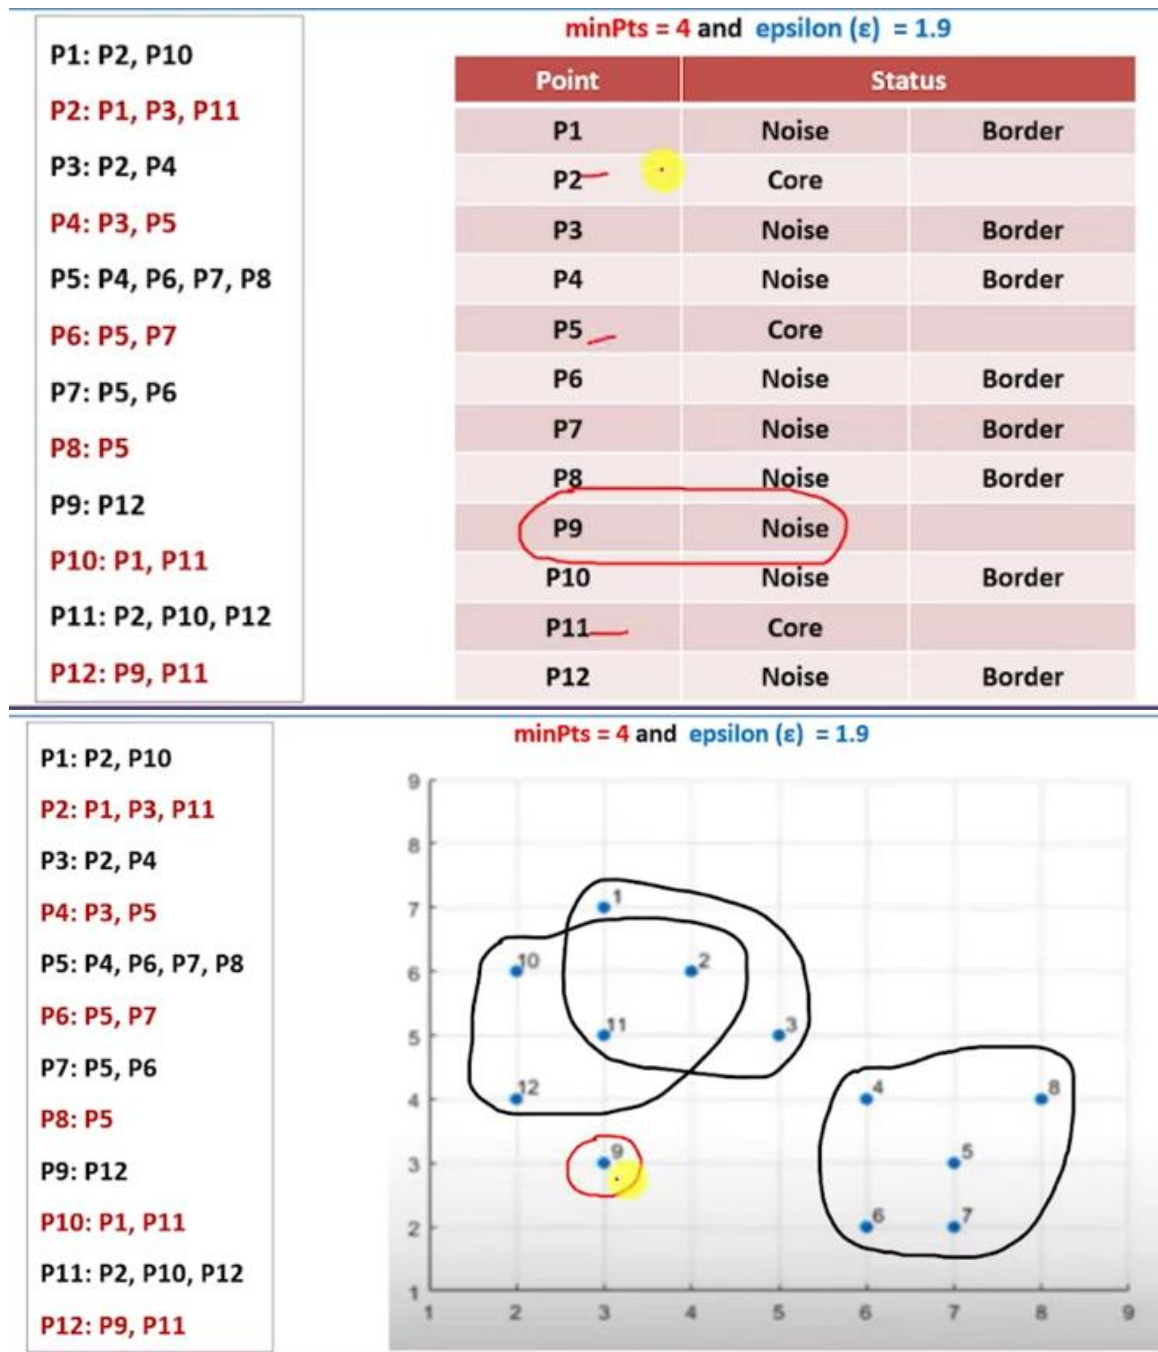 P1: P2, P10
P2: P1, P3, P11
P3: P2, P4
P4: P3, P5
P5: P4, P6, P7, P8
P6: P5, P7
P7: P5, P6
P8: P5
P9: P12
P10: P1, P11
P11: P2, P10, P12
P12: P9, P11
minPts = 4 and epsilon (ε) = 1.9
Point Status
P1 Noise Border
P2 Core
P3 Noise Border
P4 Noise Border
P5 Core
P6 Noise Border
P7 Noise Border
P8 Noise Border
P9 Noise
P10 Noise Border
P11 Core
P12 Noise Border
P1: P2, P10
P2: P1, P3, P11
P3: P2, P4
P4: P3, P5
P5: P4, P6, P7, P8
P6: P5, P7
P7: P5, P6
P8: P5
P9: P12
P10: P1, P11
P11: P2, P10, P12
P12: P9, P11
minPts = 4 and epsilon (ε) = 1.9
9
8
7
6
5
4
3
2
1
1
10
2
11
3
12
4
8
9
5
6
7
1 2 3 4 5 6 7 8 9